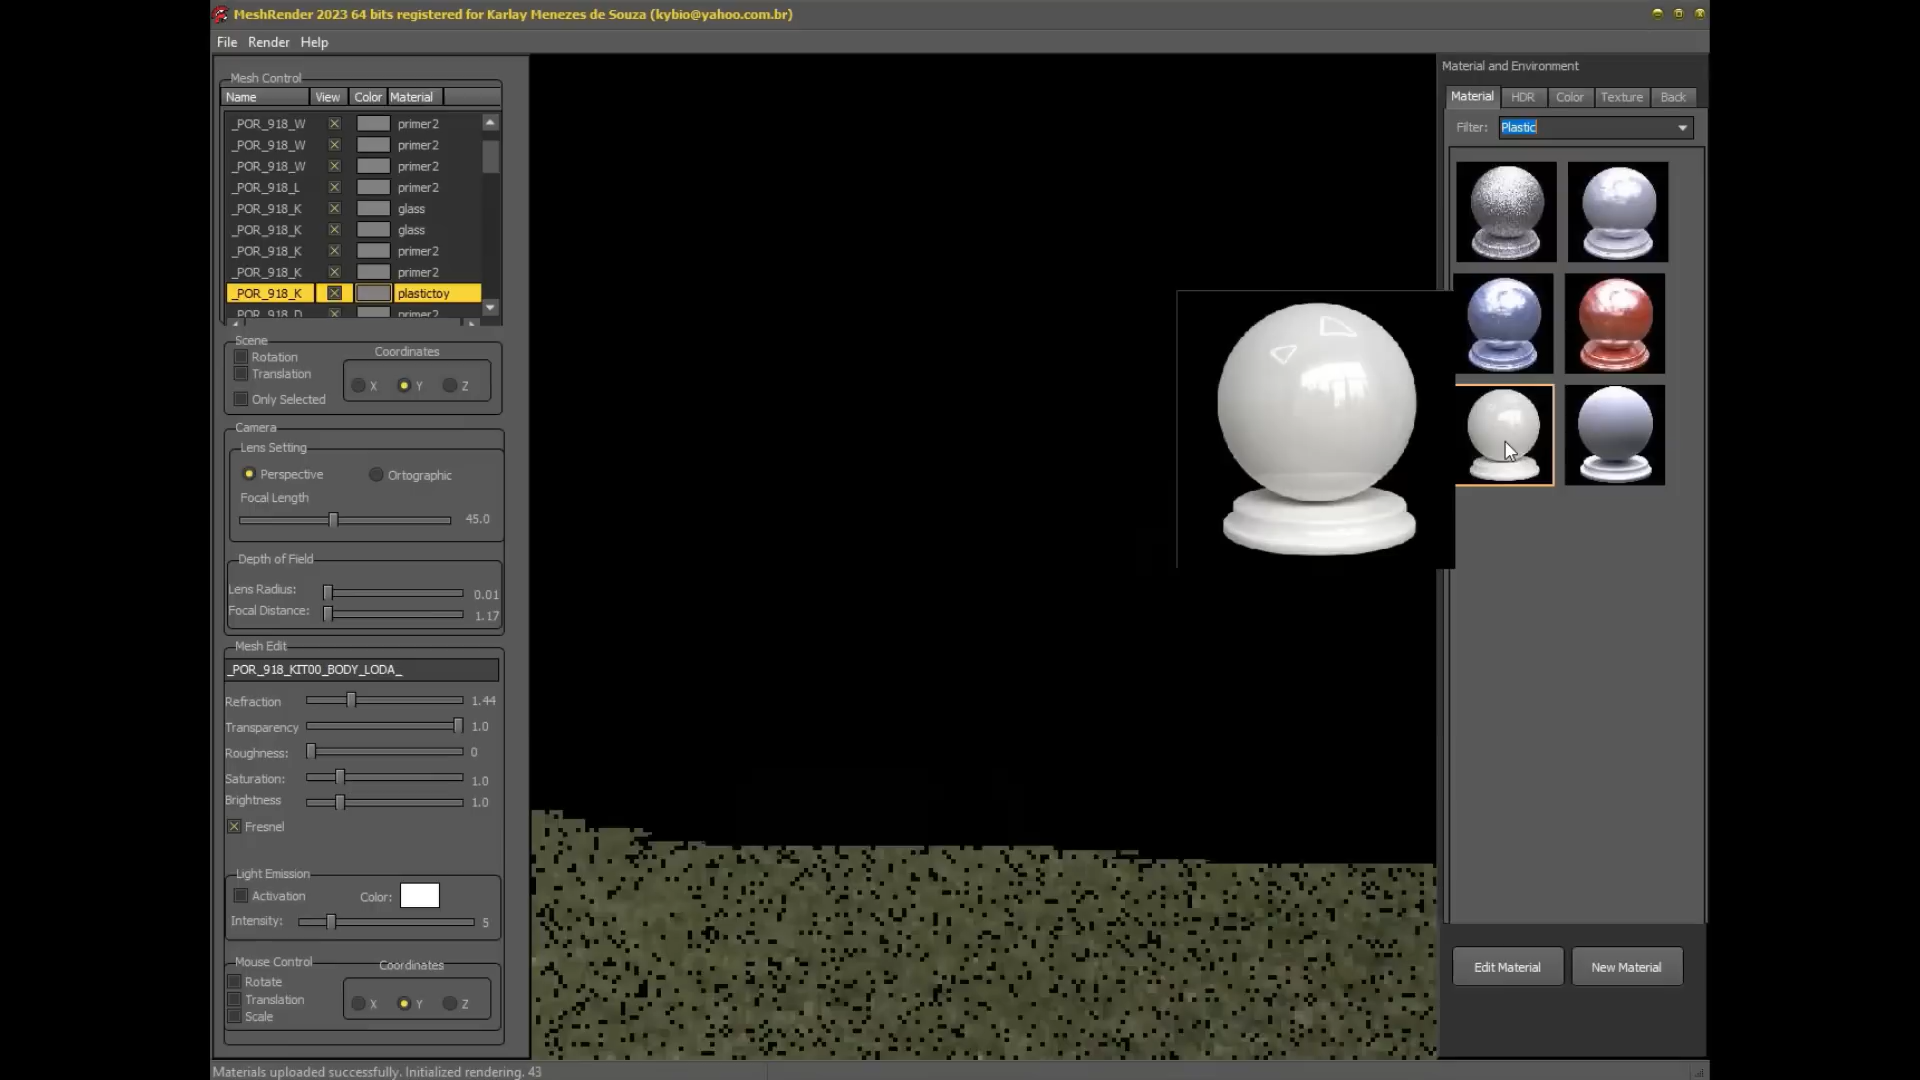 MeshRender 2023 64 bits registered for Karlay Menezes de Souza (kybio@yahoo.com.br)
File Render Help
Mesh Control
Name View Color Material
_POR_918_W primer2
_POR_918_W primer2
_POR_918_W primer2
_POR_918_L primer2
_POR_918_K glass
_POR_918_K glass
_POR_918_K primer2
_POR_918_K primer2
_POR_918_K plastictoy
_POR_918_D primer2
Scene
Rotation
Translation
Only Selected
Coordinates
X Y Z
Camera
Lens Setting
Perspective Ortographic
Focal Length
45.0
Depth of Field
Lens Radius: 0.01
Focal Distance: 1.17
Mesh Edit
_POR_918_KIT00_BODY_LODA_
Refraction 1.44
Transparency 1.0
Roughness: 0
Saturation: 1.0
Brightness 1.0
Fresnel
Light Emission
Activation Color:
Intensity: 5
Mouse Control
Rotate
Translation
Scale
Coordinates
X Y Z
Materials uploaded successfully. Initialized rendering. 43
Material and Environment
Material HDR Color Texture Back
Filter: Plastic
Edit Material New Material